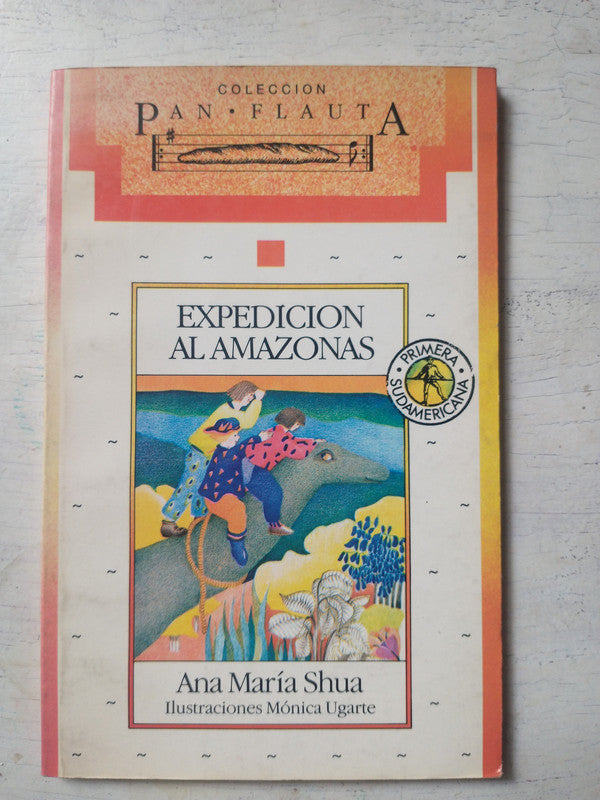 COLECCION
PAN • FLAUTA
EXPEDICION
AL AMAZONAS
PRIMERA
SUDAMERICANA
Ana María Shua
Ilustraciones Mónica Ugarte